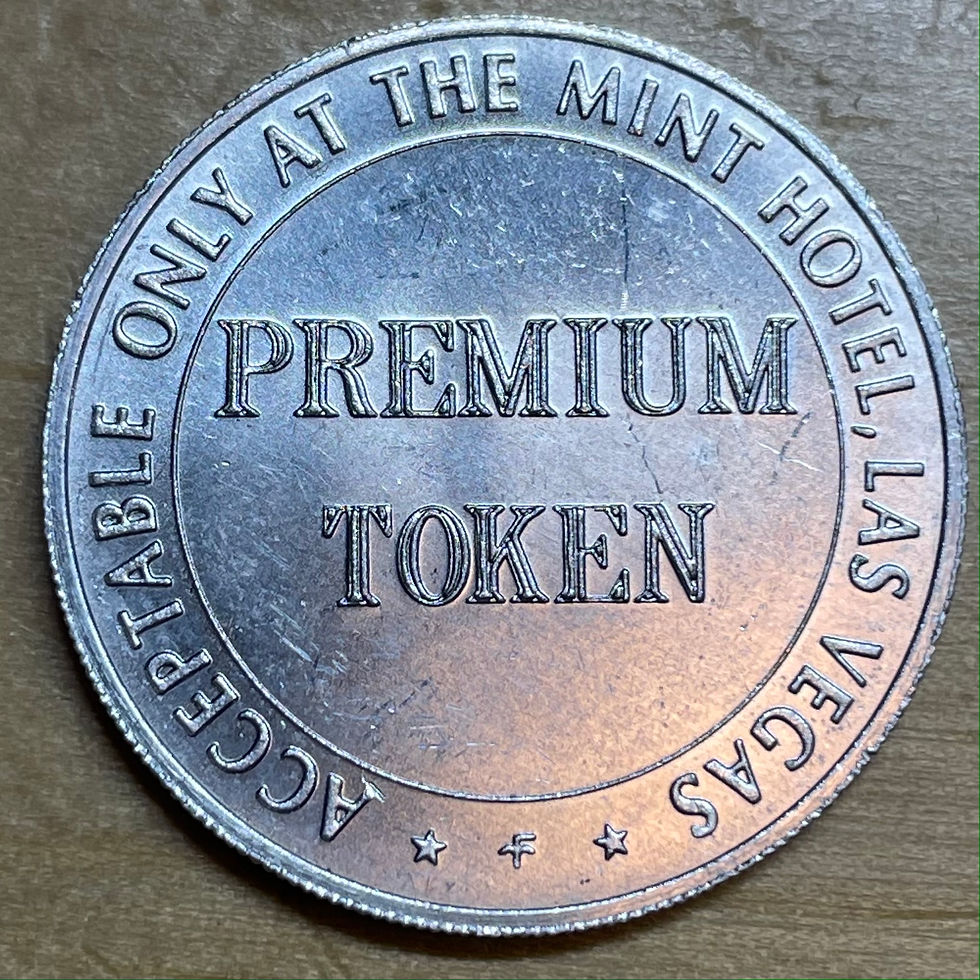 ACCEPTABLE ONLY AT THE MINT HOTEL, LAS VEGAS
PREMIUM
TOKEN